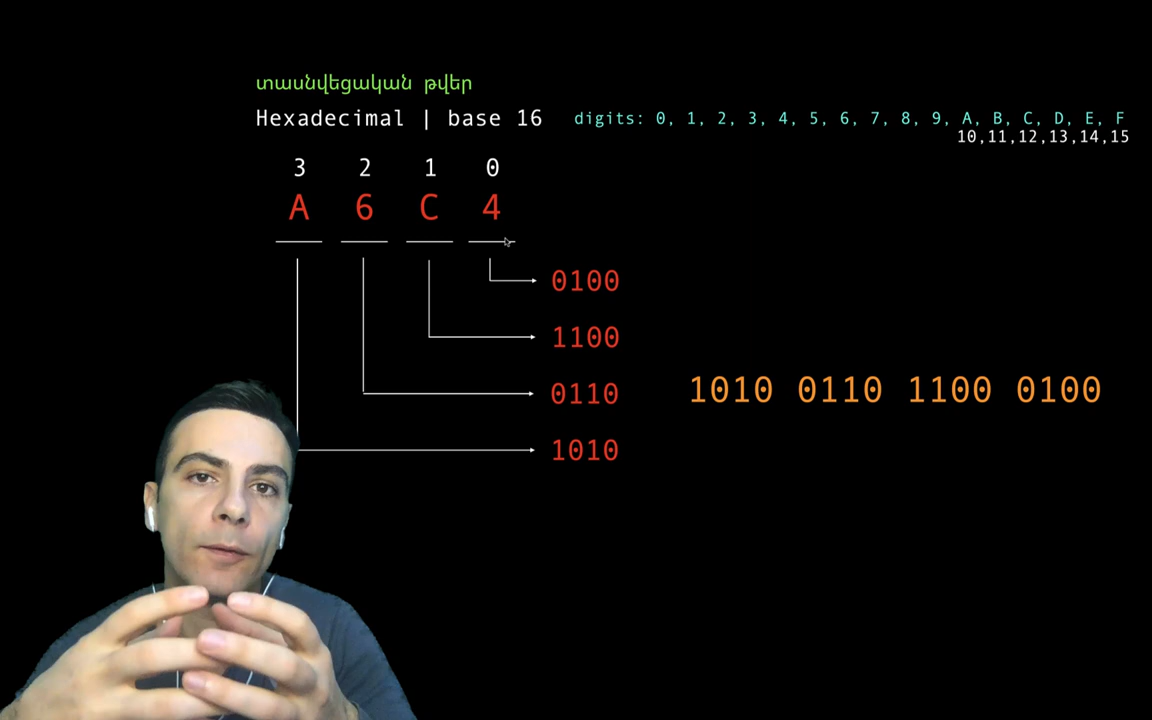 տասնվեցական թվեր
Hexadecimal | base 16 digits: 0, 1, 2, 3, 4, 5, 6, 7, 8, 9, A, B, C, D, E, F
10,11,12,13,14,15
3 2 1 0
A 6 C 4
0100
1100
0110
1010 0110 1100 0100
1010